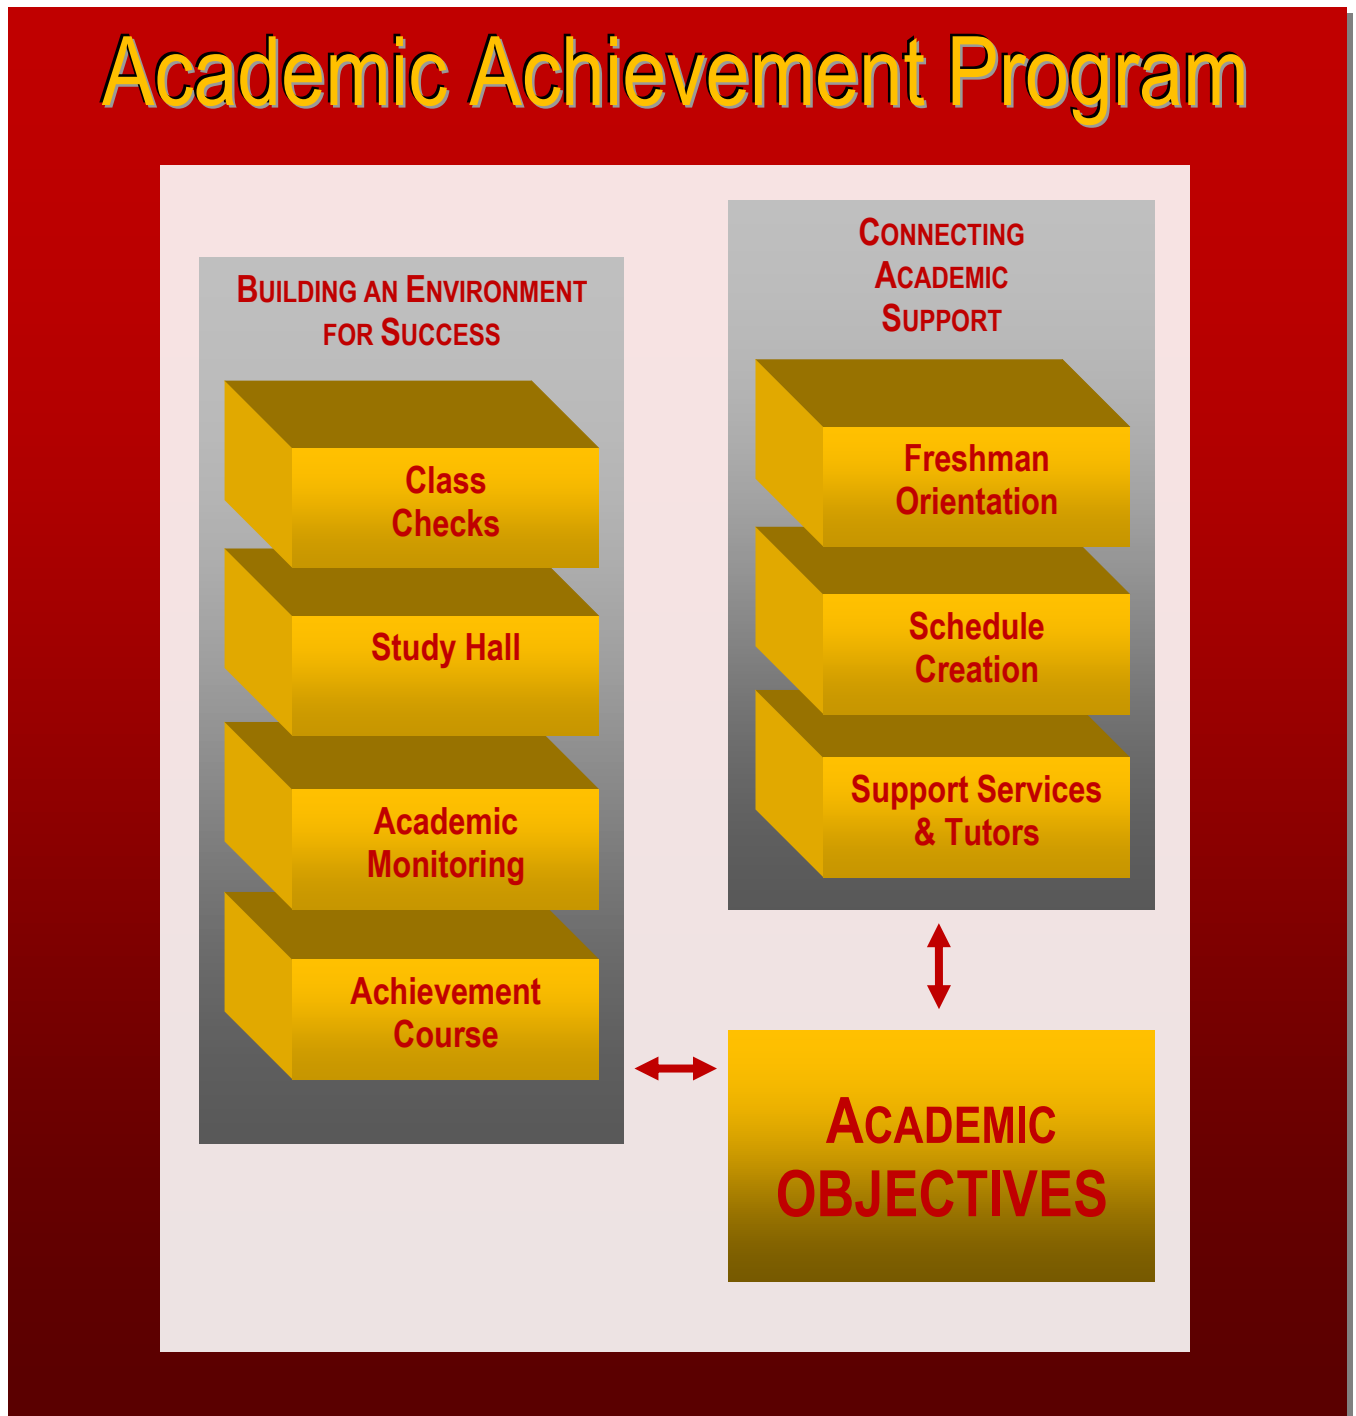 Academic Achievement Program
BUILDING AN ENVIRONMENT
FOR SUCCESS
Class
Checks
Study Hall
Academic
Monitoring
Achievement
Course
CONNECTING
ACADEMIC
SUPPORT
Freshman
Orientation
Schedule
Creation
Support Services
& Tutors
ACADEMIC
OBJECTIVES